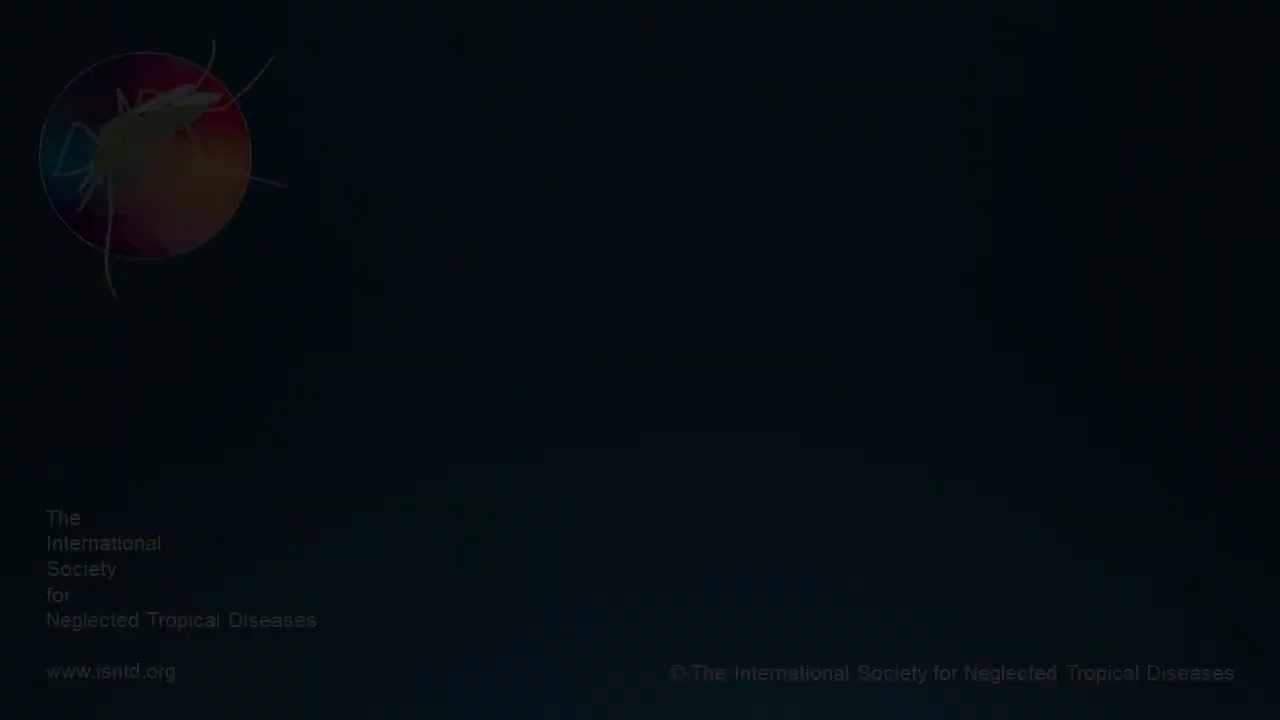 The
International
Society
for
Neglected Tropical Diseases
www.isntd.org
© The International Society for Neglected Tropical Diseases